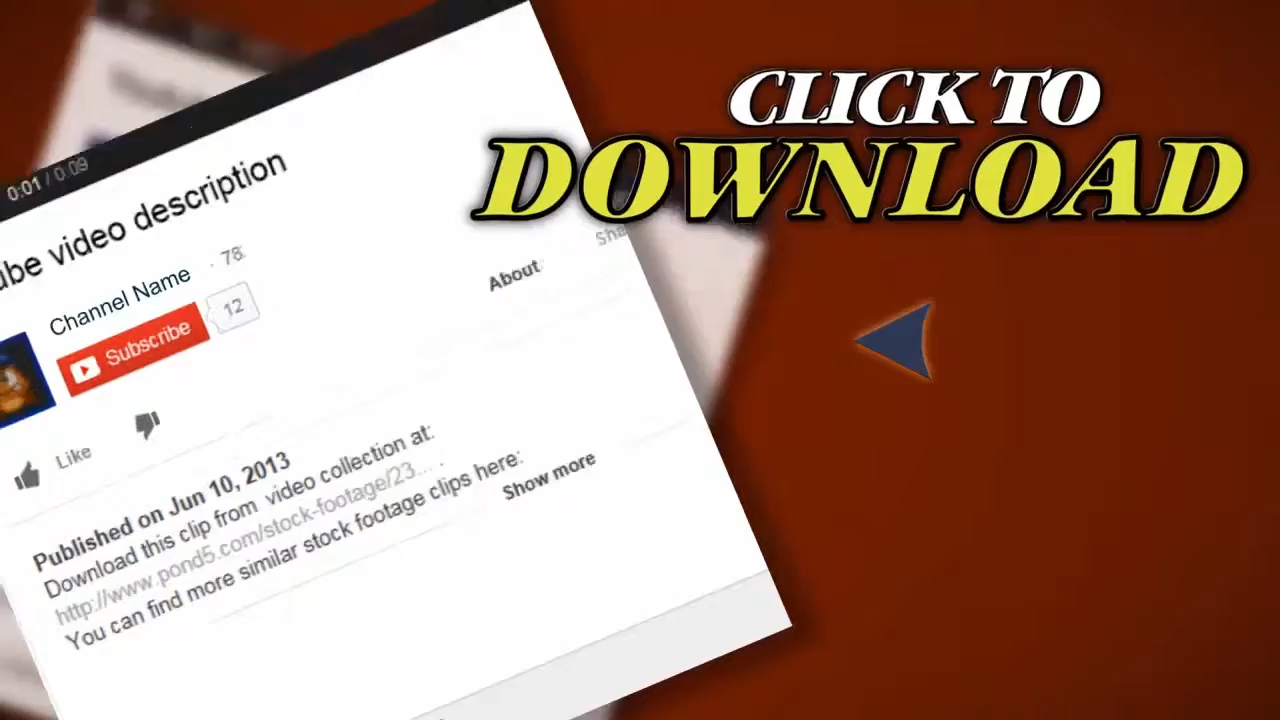 CLICK TO
DOWNLOAD
0:01 / 0:09
video description
Channel Name · 78
Subscribe 12
About
Like
Published on Jun 10, 2013
Download this clip from video collection at:
http://www.pond5.com/stock-footage/23... .
You can find more similar stock footage clips here:
Show more